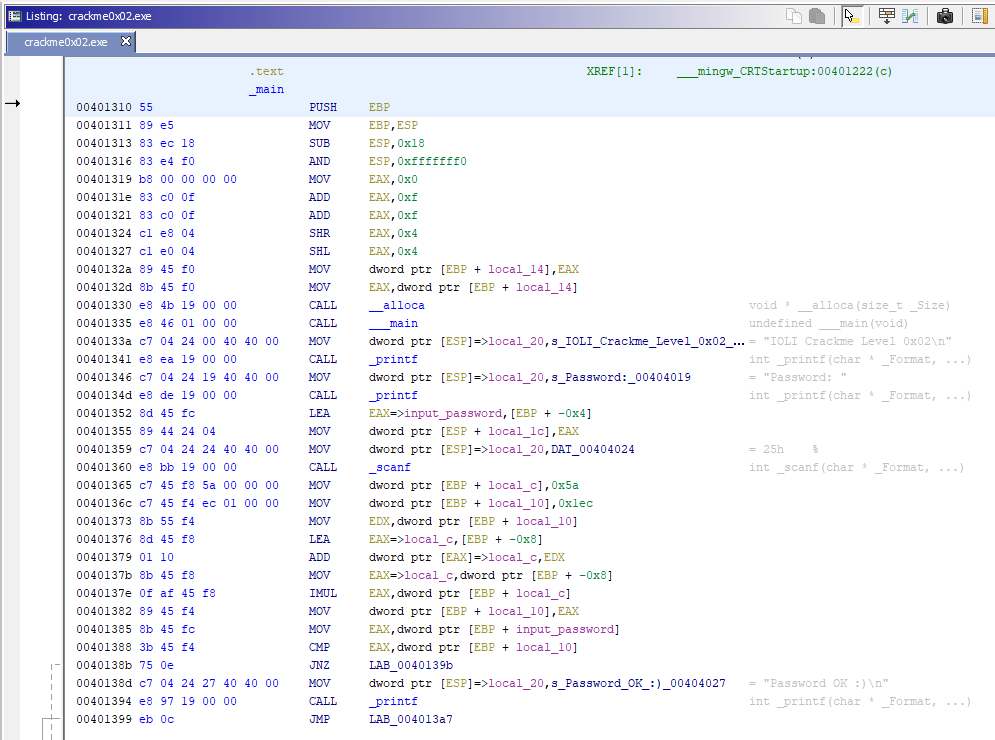 Listing: crackme0x02.exe
crackme0x02.exe
.text XREF[1]: ___mingw_CRTStartup:00401222(c)
_main
00401310 55 PUSH EBP
00401311 89 e5 MOV EBP,ESP
00401313 83 ec 18 SUB ESP,0x18
00401316 83 e4 f0 AND ESP,0xfffffff0
00401319 b8 00 00 00 00 MOV EAX,0x0
0040131e 83 c0 0f ADD EAX,0xf
00401321 83 c0 0f ADD EAX,0xf
00401324 c1 e8 04 SHR EAX,0x4
00401327 c1 e0 04 SHL EAX,0x4
0040132a 89 45 f0 MOV dword ptr [EBP + local_14],EAX
0040132d 8b 45 f0 MOV EAX,dword ptr [EBP + local_14]
00401330 e8 4b 19 00 00 CALL __alloca void * __alloca(size_t _Size)
00401335 e8 46 01 00 00 CALL ___main undefined ___main(void)
0040133a c7 04 24 00 40 40 00 MOV dword ptr [ESP]=>local_20,s_IOLI_Crackme_Level_0x02_... = "IOLI Crackme Level 0x02\n"
00401341 e8 ea 19 00 00 CALL _printf int _printf(char * _Format, ...)
00401346 c7 04 24 19 40 40 00 MOV dword ptr [ESP]=>local_20,s_Password:_00404019 = "Password: "
0040134d e8 de 19 00 00 CALL _printf int _printf(char * _Format, ...)
00401352 8d 45 fc LEA EAX=>input_password,[EBP + -0x4]
00401355 89 44 24 04 MOV dword ptr [ESP + local_1c],EAX
00401359 c7 04 24 24 40 40 00 MOV dword ptr [ESP]=>local_20,DAT_00404024 = 25h %
00401360 e8 bb 19 00 00 CALL _scanf int _scanf(char * _Format, ...)
00401365 c7 45 f8 5a 00 00 00 MOV dword ptr [EBP + local_c],0x5a
0040136c c7 45 f4 ec 01 00 00 MOV dword ptr [EBP + local_10],0x1ec
00401373 8b 55 f4 MOV EDX,dword ptr [EBP + local_10]
00401376 8d 45 f8 LEA EAX=>local_c,[EBP + -0x8]
00401379 01 10 ADD dword ptr [EAX]=>local_c,EDX
0040137b 8b 45 f8 MOV EAX=>local_c,dword ptr [EBP + -0x8]
0040137e 0f af 45 f8 IMUL EAX,dword ptr [EBP + local_c]
00401382 89 45 f4 MOV dword ptr [EBP + local_10],EAX
00401385 8b 45 fc MOV EAX,dword ptr [EBP + input_password]
00401388 3b 45 f4 CMP EAX,dword ptr [EBP + local_10]
0040138b 75 0e JNZ LAB_0040139b
0040138d c7 04 24 27 40 40 00 MOV dword ptr [ESP]=>local_20,s_Password_OK_:)_00404027 = "Password OK :)\n"
00401394 e8 97 19 00 00 CALL _printf int _printf(char * _Format, ...)
00401399 eb 0c JMP LAB_004013a7